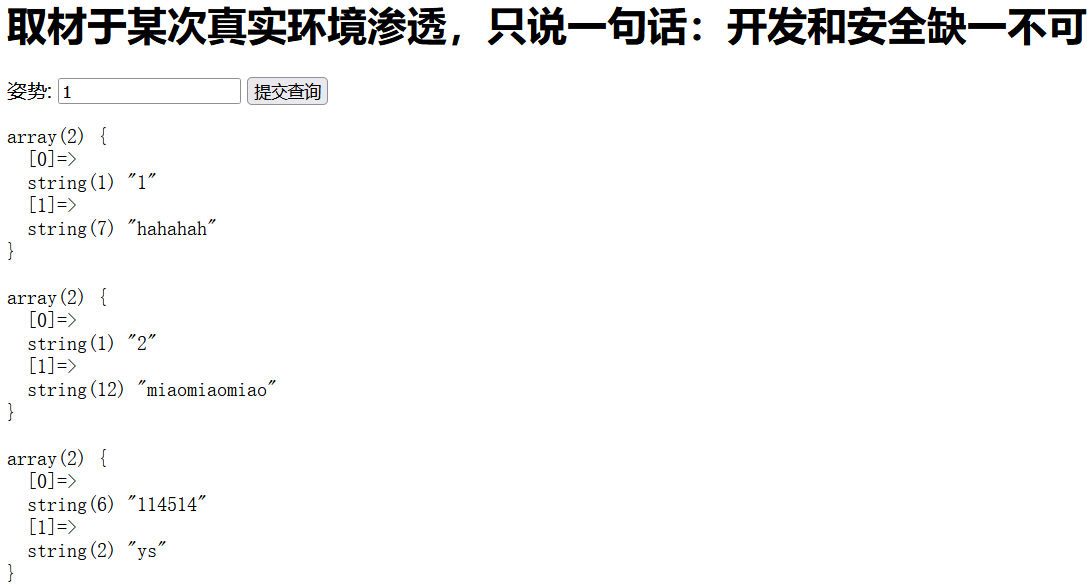 取材于某次真实环境渗透，只说一句话：开发和安全缺一不可
姿势: 1 提交查询
array(2) {
  [0]=>
  string(1) "1"
  [1]=>
  string(7) "hahahah"
}
array(2) {
  [0]=>
  string(1) "2"
  [1]=>
  string(12) "miaomiaomiao"
}
array(2) {
  [0]=>
  string(6) "114514"
  [1]=>
  string(2) "ys"
}